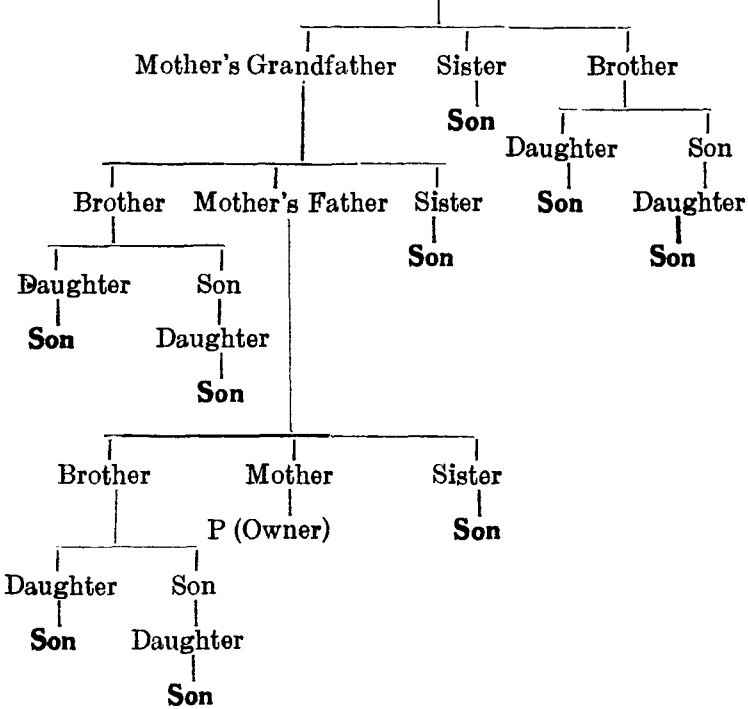 Mother's Grandfather Sister Brother
Son
Daughter Son
Brother Mother's Father Sister Son Daughter
Son Son
Daughter Son
Son Daughter
Son
Brother Mother Sister
P (Owner) Son
Daughter Son
Son Daughter
Son